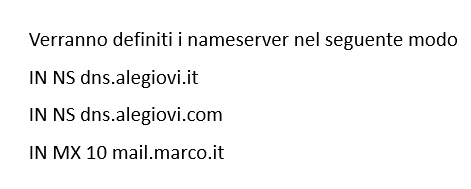 Verranno definiti i nameserver nel seguente modo
IN NS dns.alegiovi.it
IN NS dns.alegiovi.com
IN MX 10 mail.marco.it